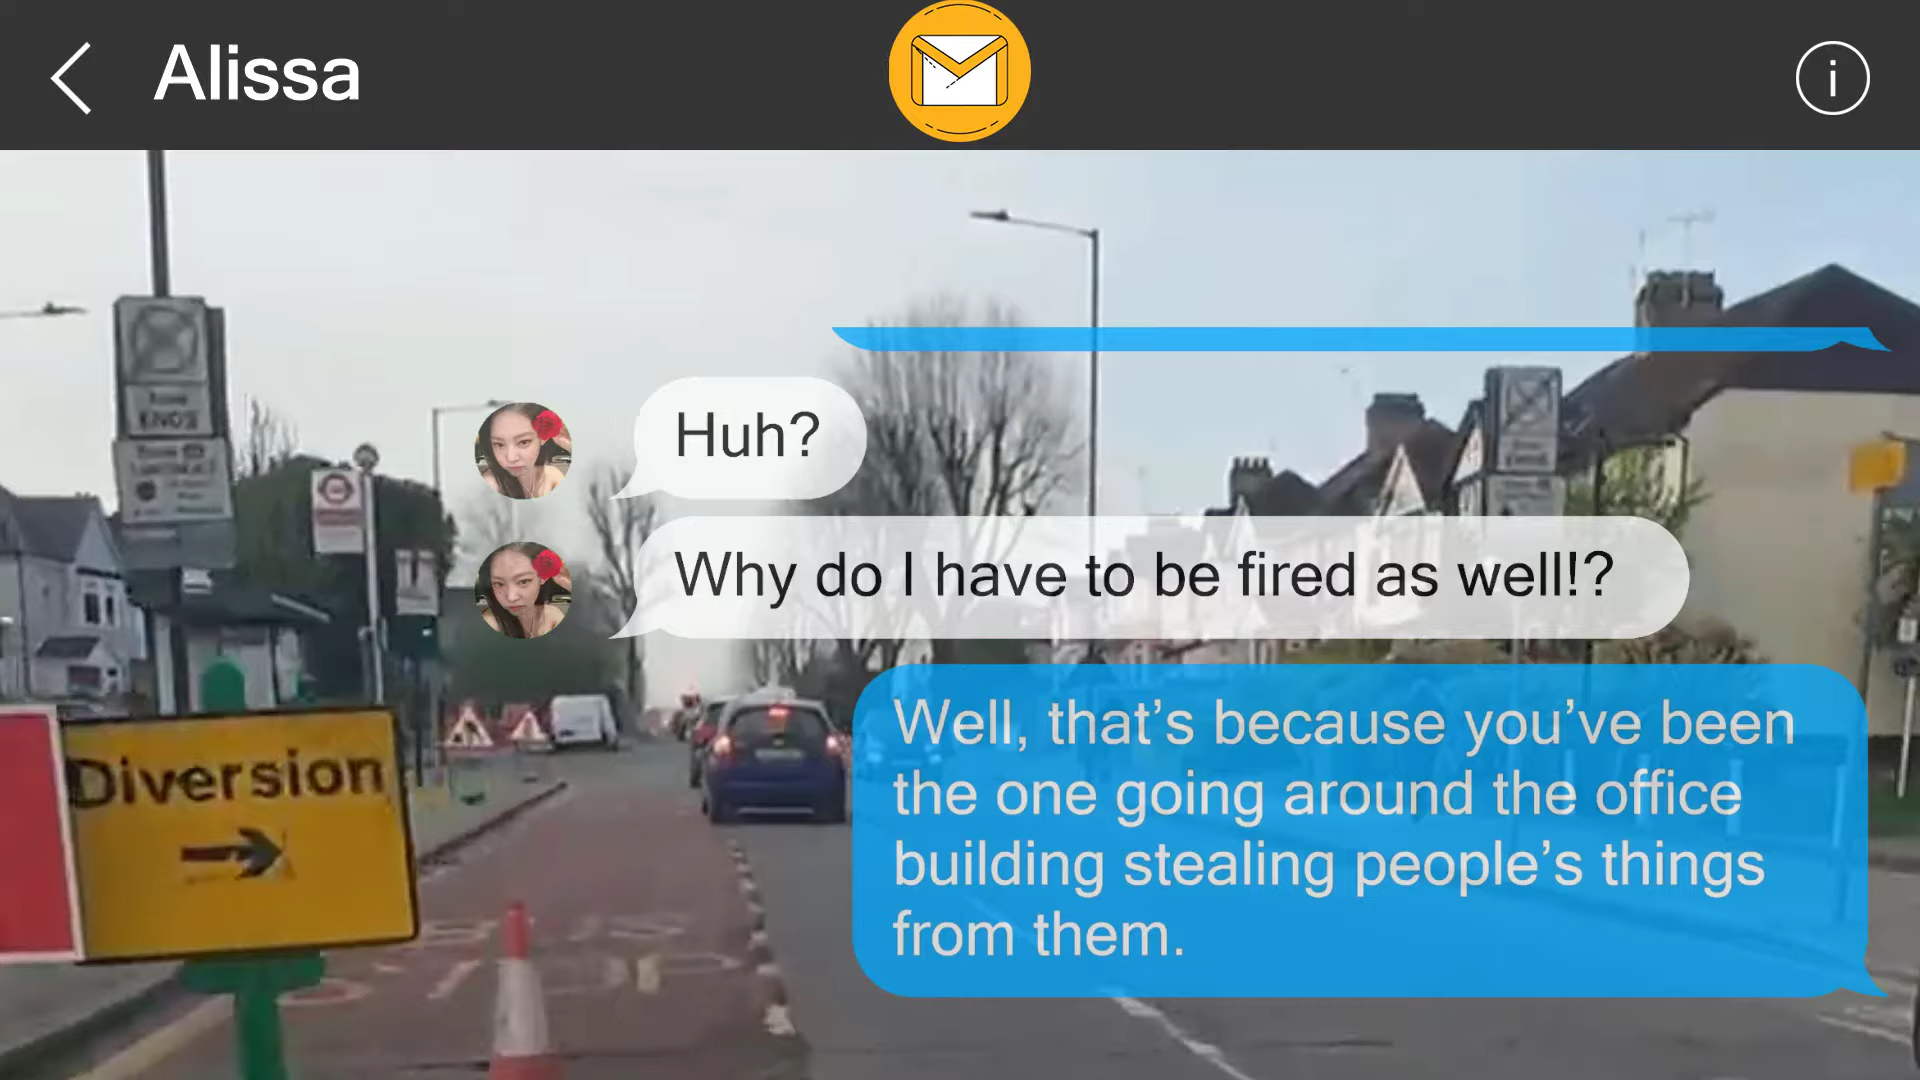 Alissa
Huh?
Why do I have to be fired as well!?
Well, that’s because you’ve been
the one going around the office
building stealing people’s things
from them.
ENDS
Diversion